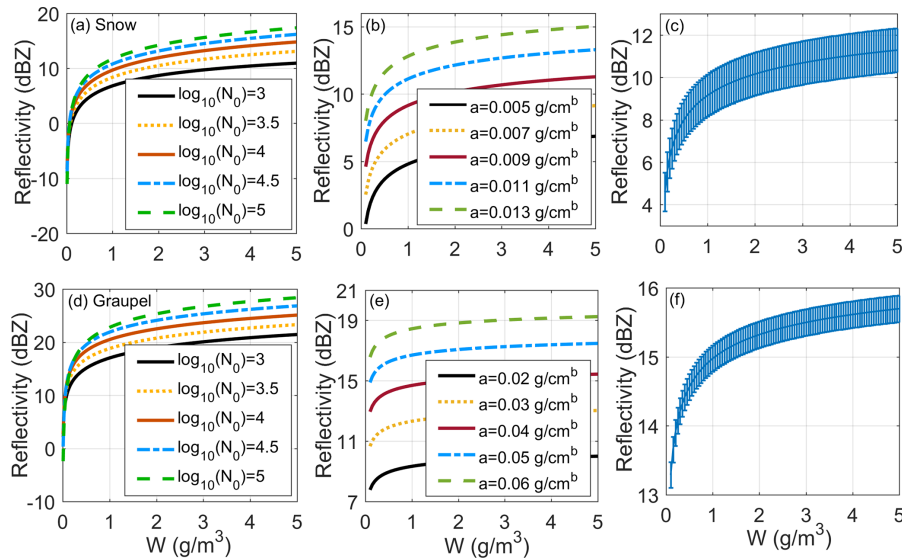 (a) Snow
Reflectivity (dBZ)
20
10
0
-10
-20
0 1 2 3 4 5
log10(N0)=3
log10(N0)=3.5
log10(N0)=4
log10(N0)=4.5
log10(N0)=5
(b)
Reflectivity (dBZ)
15
10
5
0
0 1 2 3 4 5
a=0.005 g/cm^b
a=0.007 g/cm^b
a=0.009 g/cm^b
a=0.011 g/cm^b
a=0.013 g/cm^b
(c)
Reflectivity (dBZ)
12
10
8
6
4
0 1 2 3 4 5
(d) Graupel
Reflectivity (dBZ)
30
20
10
0
-10
0 1 2 3 4 5
W (g/m³)
log10(N0)=3
log10(N0)=3.5
log10(N0)=4
log10(N0)=4.5
log10(N0)=5
(e)
Reflectivity (dBZ)
21
19
15
11
7
0 1 2 3 4 5
W (g/m³)
a=0.02 g/cm^b
a=0.03 g/cm^b
a=0.04 g/cm^b
a=0.05 g/cm^b
a=0.06 g/cm^b
(f)
Reflectivity (dBZ)
16
15
14
13
0 1 2 3 4 5
W (g/m³)